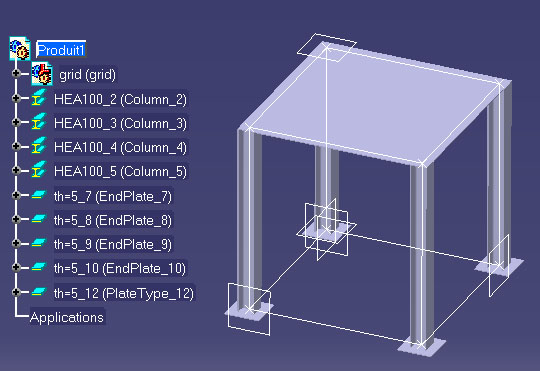 Produit1
grid (grid)
HEA100_2 (Column_2)
HEA100_3 (Column_3)
HEA100_4 (Column_4)
HEA100_5 (Column_5)
th=5_7 (EndPlate_7)
th=5_8 (EndPlate_8)
th=5_9 (EndPlate_9)
th=5_10 (EndPlate_10)
th=5_12 (PlateType_12)
Applications